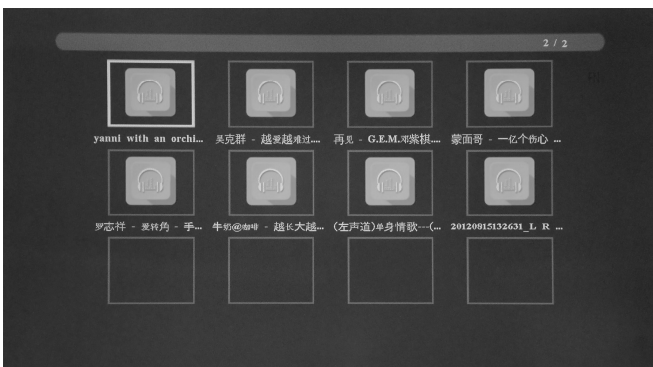 2 / 2
yanni with an orchi...
吴克群 - 越爱越难过....
再见 - G.E.M.邓紫棋....
蒙面哥 - 一亿个伤心 ...
罗志祥 - 爱转角 - 手...
牛奶@咖啡 - 越长大越...
(左声道)单身情歌---(...
20120815132631_L R ...